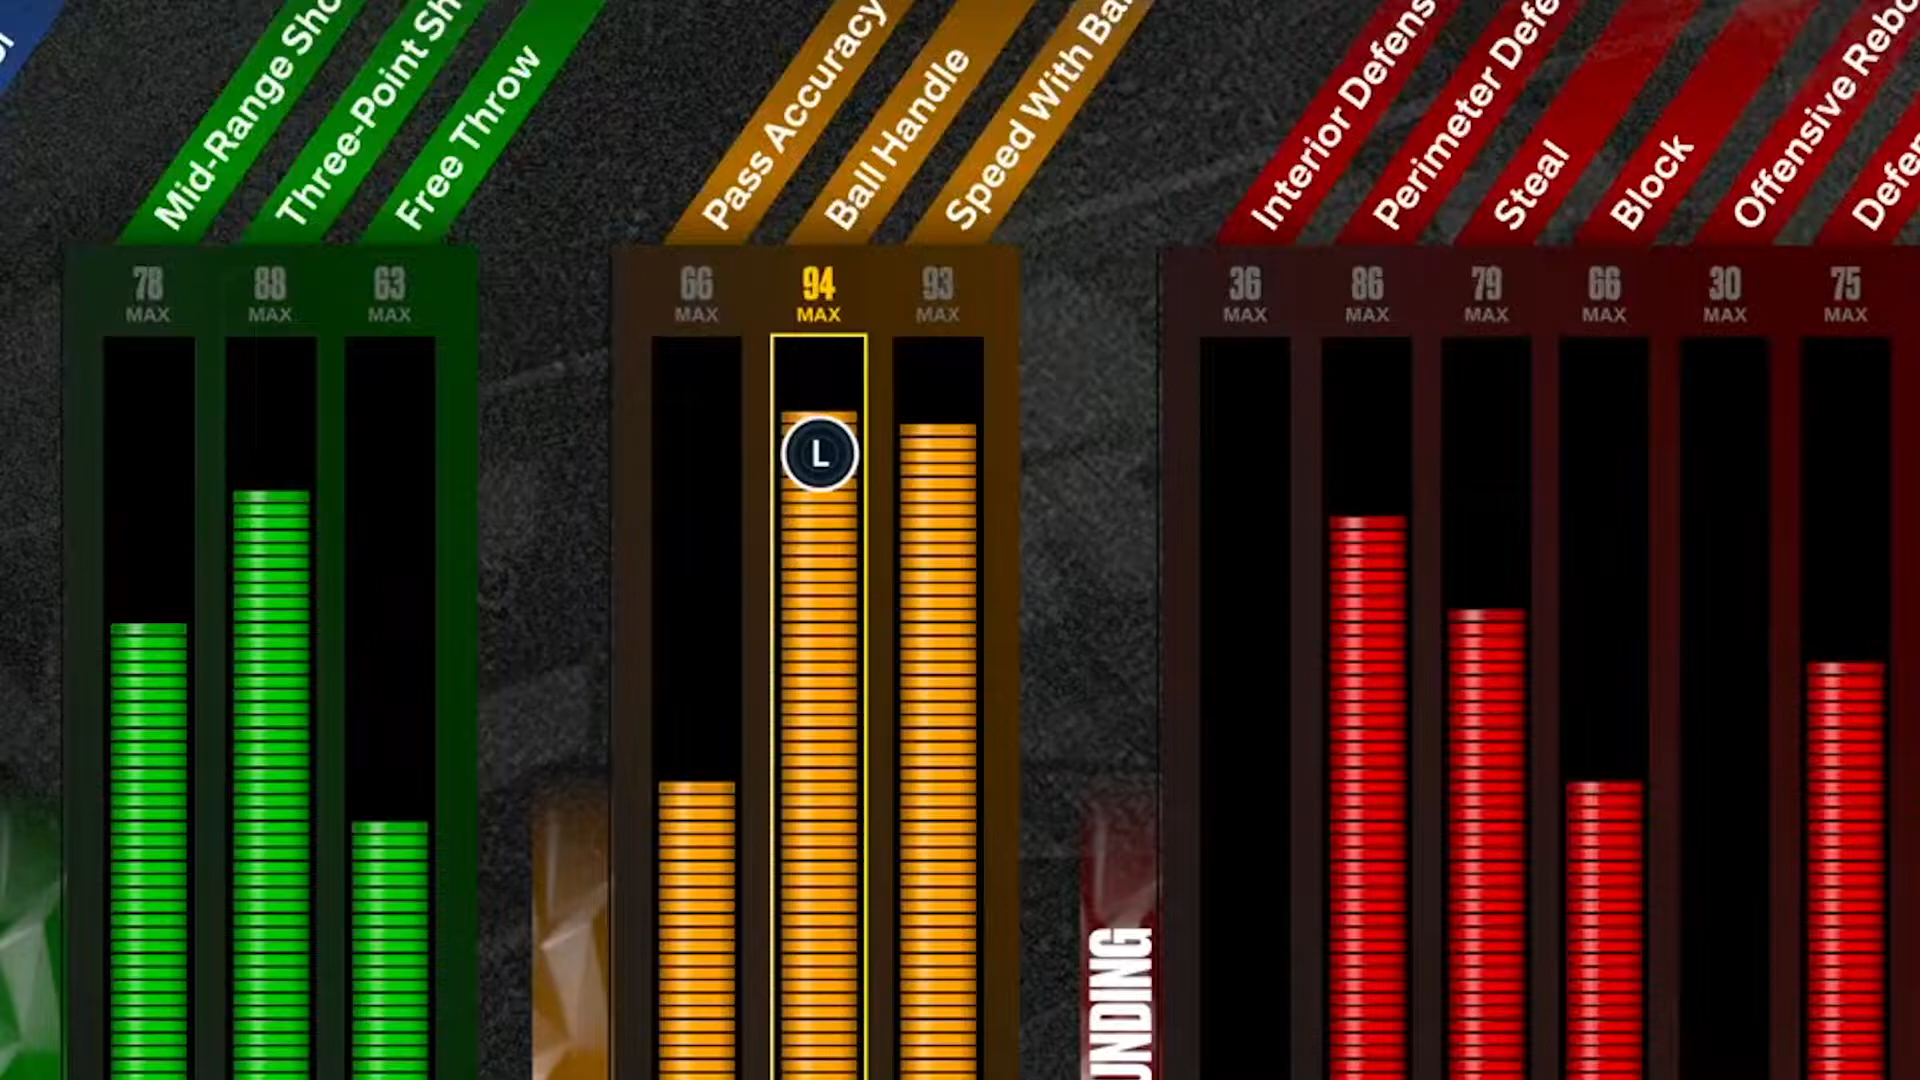 Mid-Range Sho
Three-Point Sh
Free Throw
Pass Accuracy
Ball Handle
Speed With Bal
Interior Defens
Perimeter Defe
Steal
Block
Offensive Rebo
Defen
78
MAX
88
MAX
63
MAX
66
MAX
94
MAX
93
MAX
36
MAX
86
MAX
79
MAX
66
MAX
30
MAX
75
MAX
L
UNDING